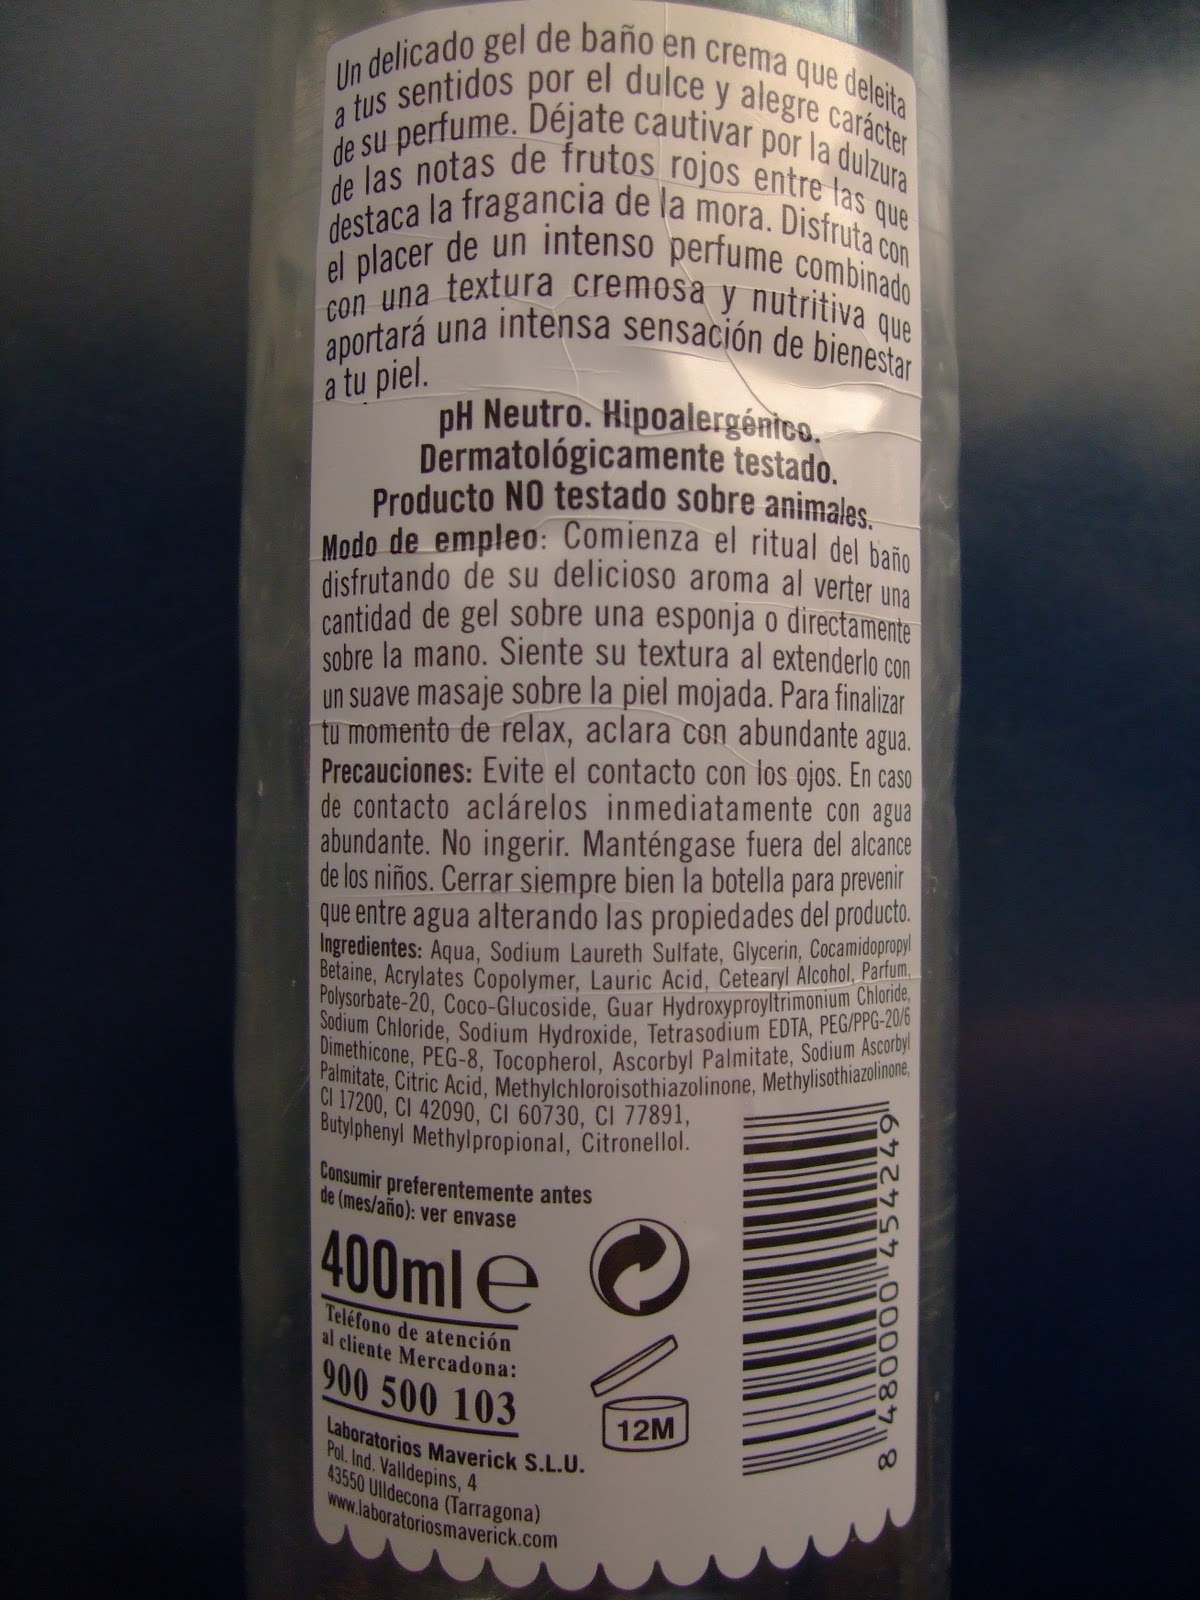 Un delicado gel de baño en crema que deleita
a tus sentidos por el dulce y alegre carácter
de su perfume. Déjate cautivar por la dulzura
de las notas de frutos rojos entre las que
destaca la fragancia de la mora. Disfruta con
el placer de un intenso perfume combinado
con una textura cremosa y nutritiva que
aportará una intensa sensación de bienestar
a tu piel.
pH Neutro. Hipoalergénico.
Dermatológicamente testado.
Producto NO testado sobre animales.
Modo de empleo: Comienza el ritual del baño
disfrutando de su delicioso aroma al verter una
cantidad de gel sobre una esponja o directamente
sobre la mano. Siente su textura al extenderlo con
un suave masaje sobre la piel mojada. Para finalizar
tu momento de relax, aclara con abundante agua.
Precauciones: Evite el contacto con los ojos. En caso
de contacto aclárelos inmediatamente con agua
abundante. No ingerir. Manténgase fuera del alcance
de los niños. Cerrar siempre bien la botella para prevenir
que entre agua alterando las propiedades del producto.
Ingredientes: Aqua, Sodium Laureth Sulfate, Glycerin, Cocamidopropyl
Betaine, Acrylates Copolymer, Lauric Acid, Cetearyl Alcohol, Parfum,
Polysorbate-20, Coco-Glucoside, Guar Hydroxyproyltrimonium Chloride,
Sodium Chloride, Sodium Hydroxide, Tetrasodium EDTA, PEG/PPG-20/6
Dimethicone, PEG-8, Tocopherol, Ascorbyl Palmitate, Sodium Ascorbyl
Palmitate, Citric Acid, Methylchloroisothiazolinone, Methylisothiazolinone,
CI 17200, CI 42090, CI 60730, CI 77891,
Butylphenyl Methylpropional, Citronellol.
Consumir preferentemente antes
de (mes/año): ver envase
400ml e
Teléfono de atención
al cliente Mercadona:
900 500 103
12M
Laboratorios Maverick S.L.U.
Pol. Ind. Valldepins, 4
43550 Ulldecona (Tarragona)
www.laboratoriosmaverick.com
8 480000 454249